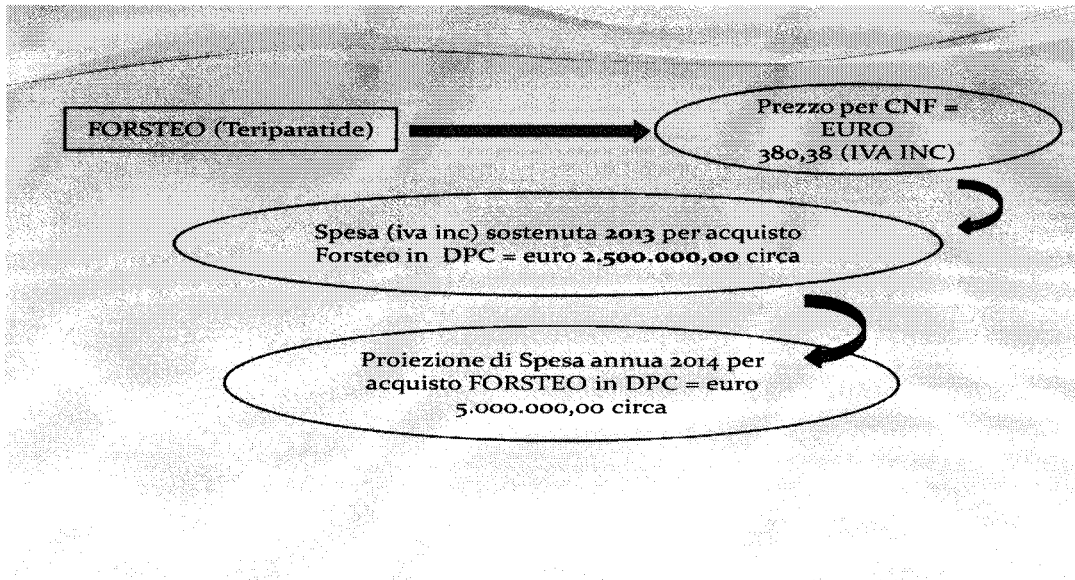 FORSTEO (Teriparatide)
Prezzo per CNF =
EURO
380,38 (IVA INC)
Spesa (iva inc) sostenuta 2013 per acquisto
Forsteo in DPC = euro 2.500.000,00 circa
Proiezione di Spesa annua 2014 per
acquisto FORSTEO in DPC = euro
5.000.000,00 circa